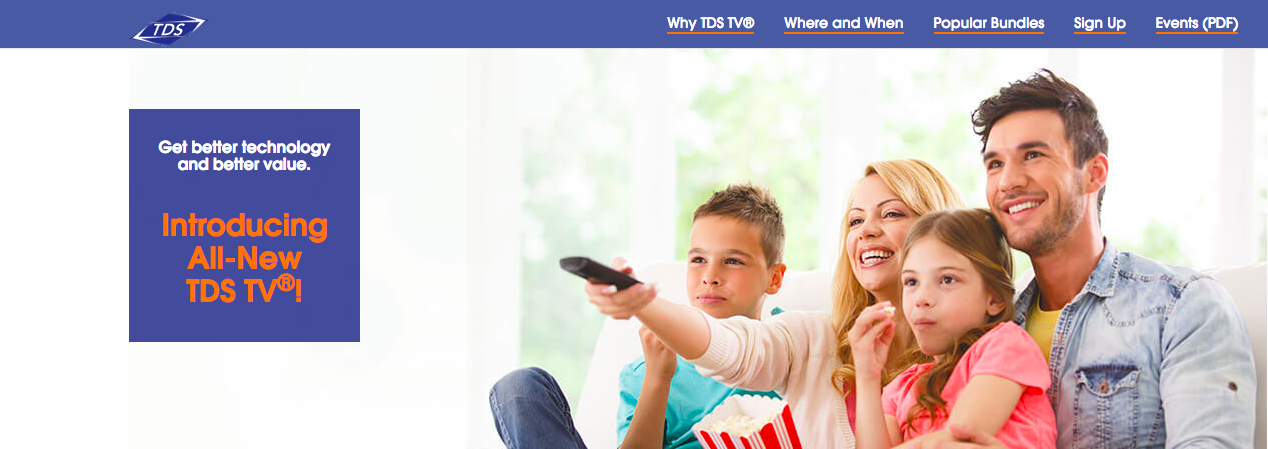 TDS
Why TDS TV®
Where and When
Popular Bundles
Sign Up
Events (PDF)
Get better technology
and better value.
Introducing
All-New
TDS TV®!